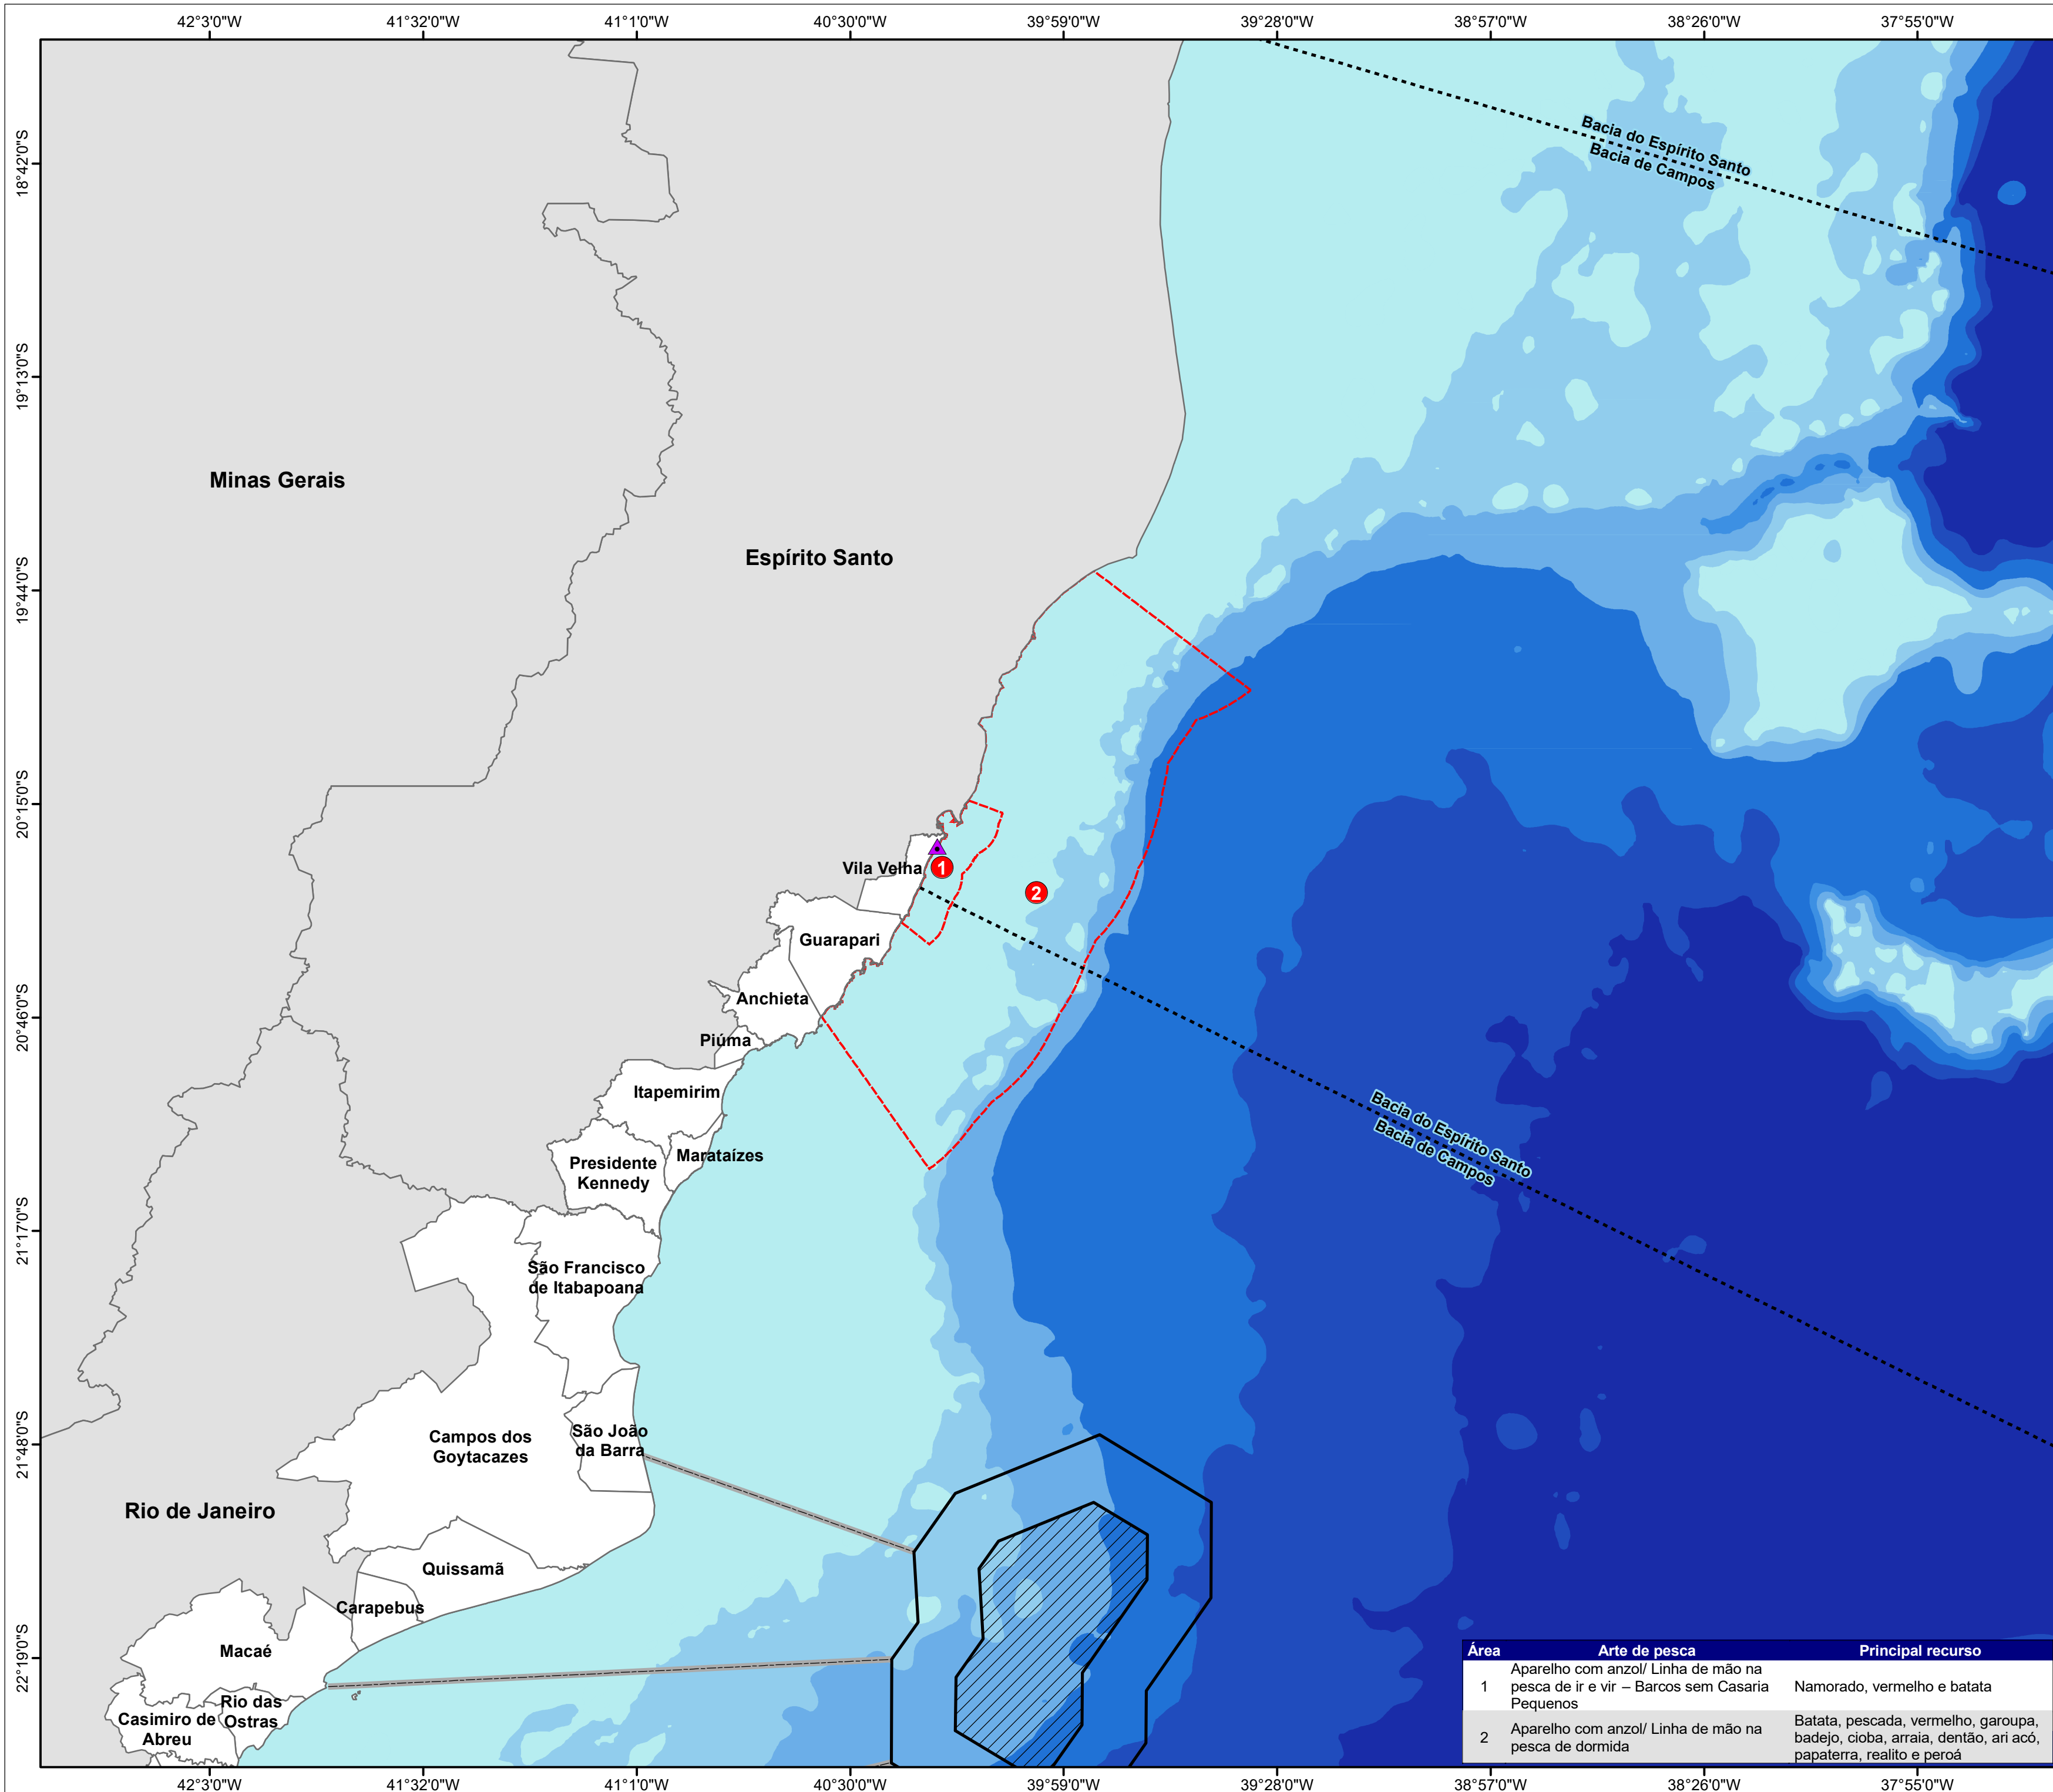 42°3'0"W 41°32'0"W 41°1'0"W 40°30'0"W 39°59'0"W 39°28'0"W 38°57'0"W 38°26'0"W 37°55'0"W
18°42'0"S
19°13'0"S
19°44'0"S
20°15'0"S
20°46'0"S
21°17'0"S
21°48'0"S
22°19'0"S
Bacia do Espírito Santo
Bacia de Campos
Minas Gerais
Espírito Santo
Vila Velha
1
2
Guarapari
Anchieta
Piúma
Itapemirim
Marataízes
Presidente
Kennedy
Bacia do Espírito Santo
Bacia de Campos
São Francisco
de Itabapoana
São João
da Barra
Campos dos
Goytacazes
Rio de Janeiro
Quissamã
Carapebus
Macaé
Rio das
Ostras
Casimiro de
Abreu
Área Arte de pesca Principal recurso
1 Aparelho com anzol/ Linha de mão na
pesca de ir e vir – Barcos sem Casaria
Pequenos
Namorado, vermelho e batata
2 Aparelho com anzol/ Linha de mão na
pesca de dormida
Batata, pescada, vermelho, garoupa,
badejo, cioba, arraia, dentão, ari acó,
papaterra, realito e peroá
42°3'0"W 41°32'0"W 41°1'0"W 40°30'0"W 39°59'0"W 39°28'0"W 38°57'0"W 38°26'0"W 37°55'0"W